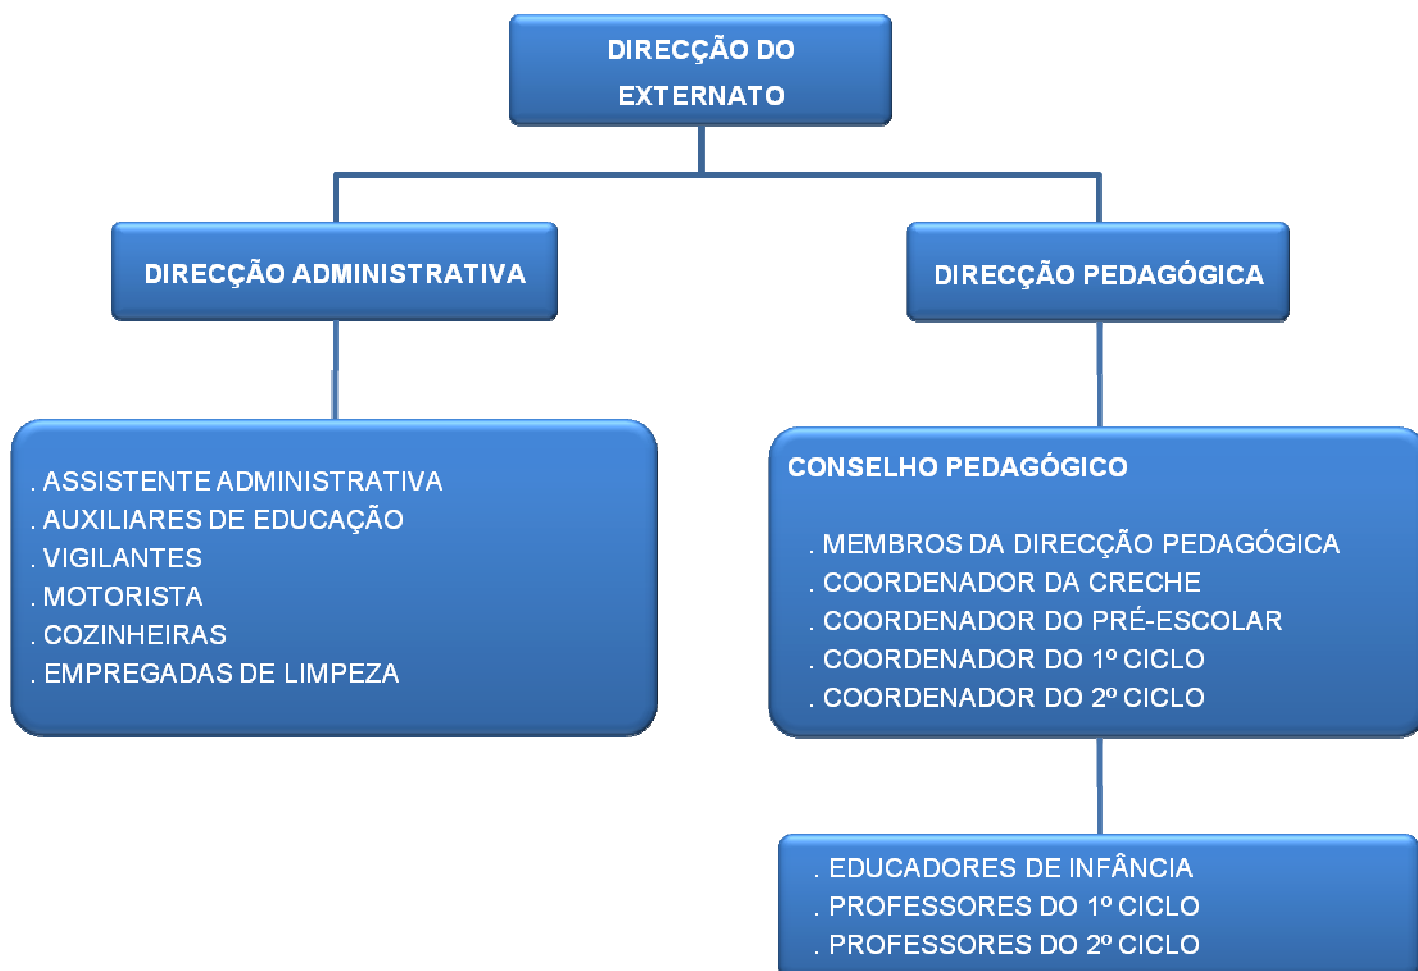 DIRECÇÃO DO
EXTERNATO
DIRECÇÃO ADMINISTRATIVA
DIRECÇÃO PEDAGÓGICA
. ASSISTENTE ADMINISTRATIVA
. AUXILIARES DE EDUCAÇÃO
. VIGILANTES
. MOTORISTA
. COZINHEIRAS
. EMPREGADAS DE LIMPEZA
CONSELHO PEDAGÓGICO
. MEMBROS DA DIRECÇÃO PEDAGÓGICA
. COORDENADOR DA CRECHE
. COORDENADOR DO PRÉ-ESCOLAR
. COORDENADOR DO 1º CICLO
. COORDENADOR DO 2º CICLO
. EDUCADORES DE INFÂNCIA
. PROFESSORES DO 1º CICLO
. PROFESSORES DO 2º CICLO